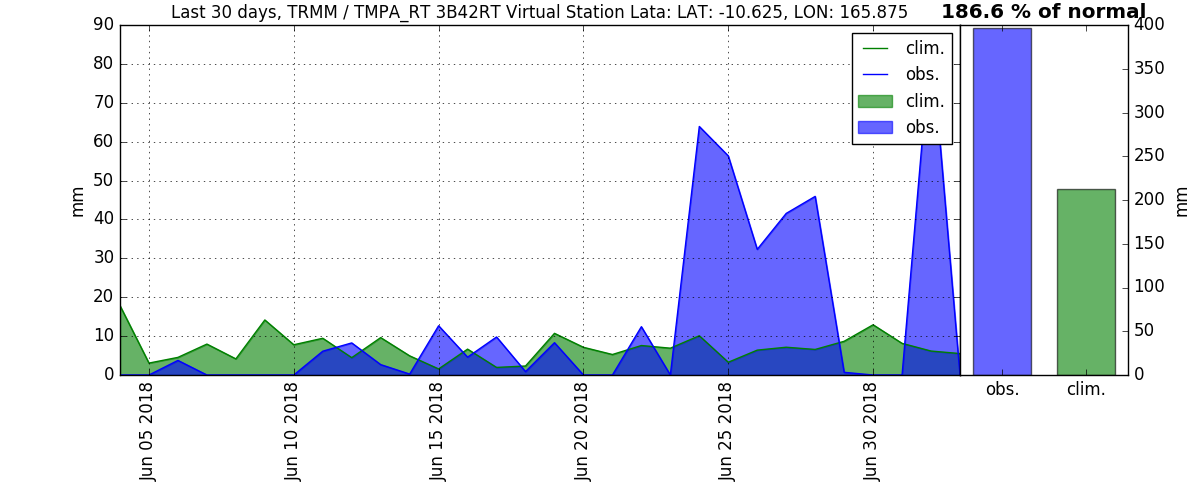 Last 30 days, TRMM / TMPA_RT 3B42RT Virtual Station Lata: LAT: -10.625, LON: 165.875
186.6 % of normal
90
80
70
60
50
40
30
20
10
0
mm
clim.
obs.
clim.
obs.
Jun 05 2018
Jun 10 2018
Jun 15 2018
Jun 20 2018
Jun 25 2018
Jun 30 2018
400
350
300
250
200
150
100
50
0
mm
obs.
clim.